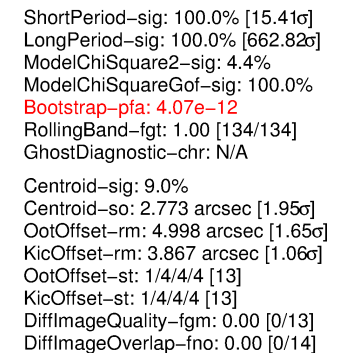 ShortPeriod−sig: 100.0% [15.41σ]
LongPeriod−sig: 100.0% [662.82σ]
ModelChiSquare2−sig: 4.4%
ModelChiSquareGof−sig: 100.0%
Bootstrap−pfa: 4.07e−12
RollingBand−fgt: 1.00 [134/134]
GhostDiagnostic−chr: N/A
Centroid−sig: 9.0%
Centroid−so: 2.773 arcsec [1.95σ]
OotOffset−rm: 4.998 arcsec [1.65σ]
KicOffset−rm: 3.867 arcsec [1.06σ]
OotOffset−st: 1/4/4/4 [13]
KicOffset−st: 1/4/4/4 [13]
DiffImageQuality−fgm: 0.00 [0/13]
DiffImageOverlap−fno: 0.00 [0/14]